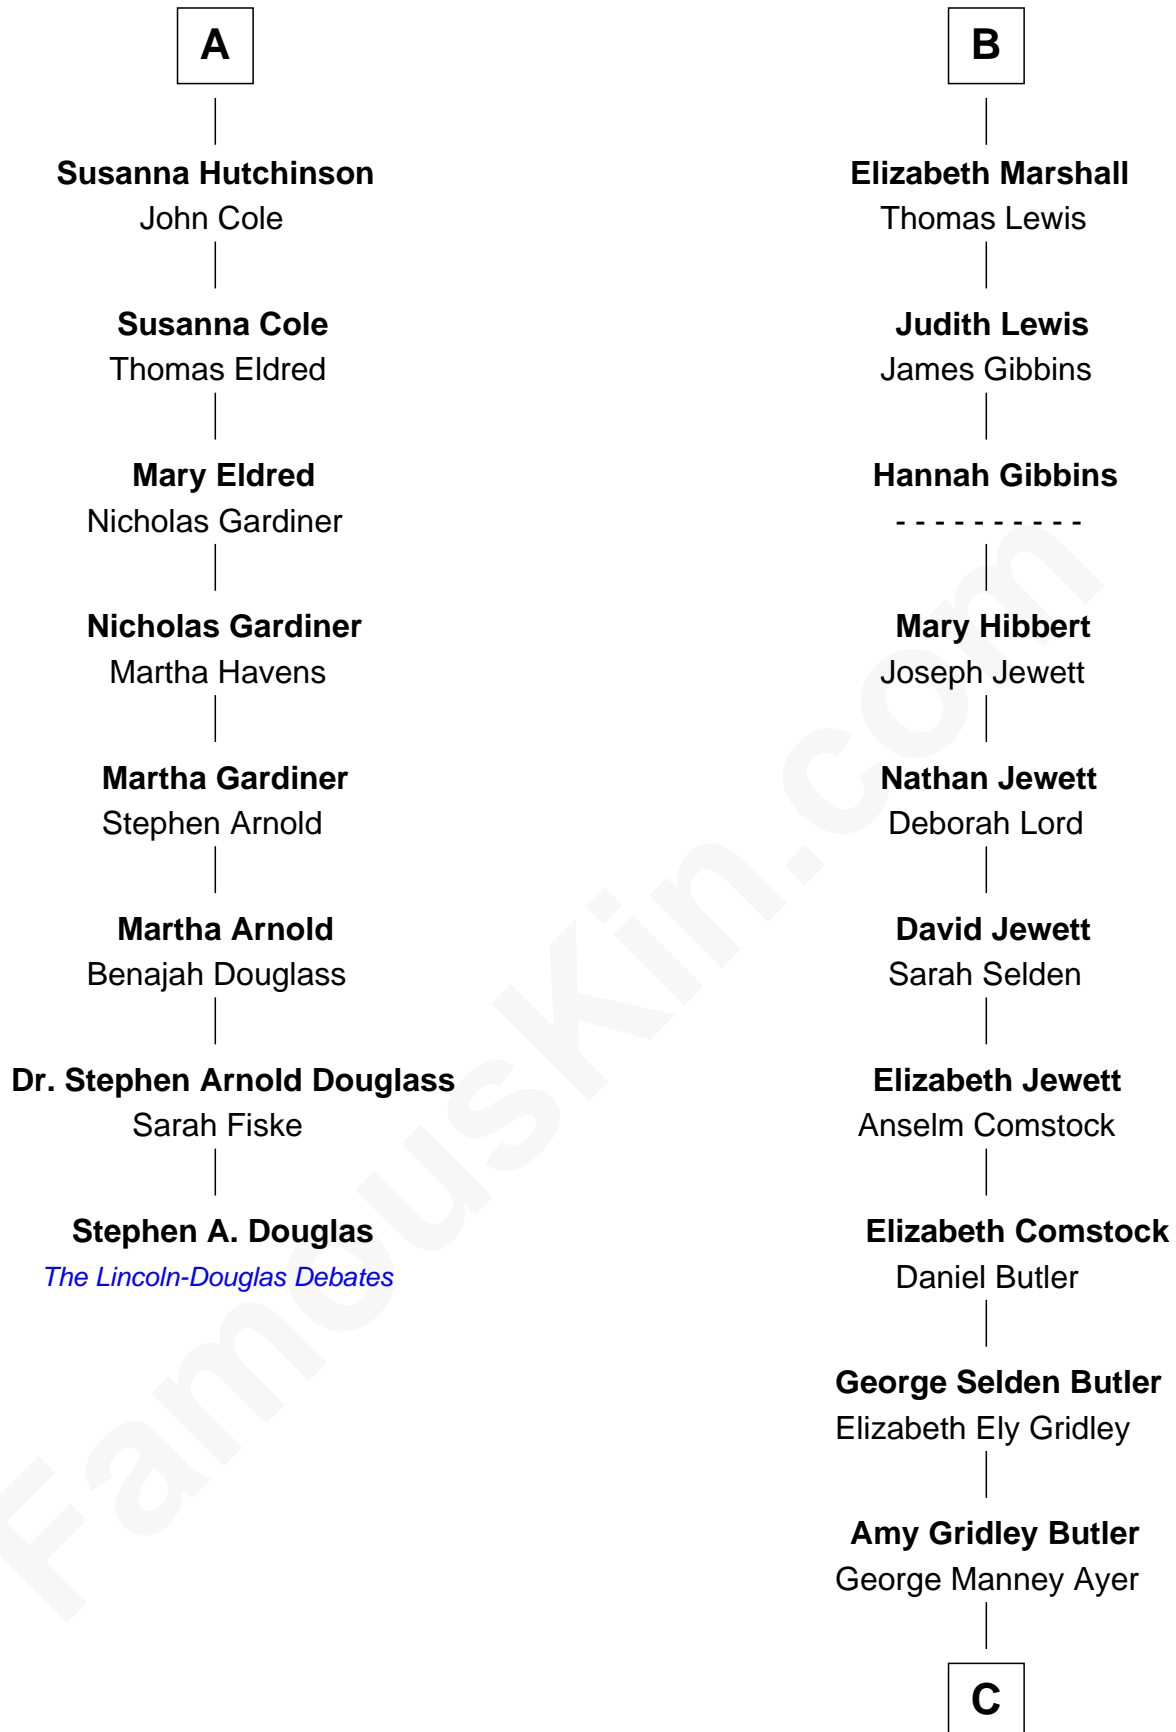 A
Susanna Hutchinson
John Cole
Susanna Cole
Thomas Eldred
Mary Eldred
Nicholas Gardiner
Nicholas Gardiner
Martha Havens
Martha Gardiner
Stephen Arnold
Martha Arnold
Benajah Douglass
Dr. Stephen Arnold Douglass
Sarah Fiske
Stephen A. Douglas
The Lincoln-Douglas Debates
B
Elizabeth Marshall
Thomas Lewis
Judith Lewis
James Gibbins
Hannah Gibbins
- - - - - - - - - -
Mary Hibbert
Joseph Jewett
Nathan Jewett
Deborah Lord
David Jewett
Sarah Selden
Elizabeth Jewett
Anselm Comstock
Elizabeth Comstock
Daniel Butler
George Selden Butler
Elizabeth Ely Gridley
Amy Gridley Butler
George Manney Ayer
C
FamousKin.com